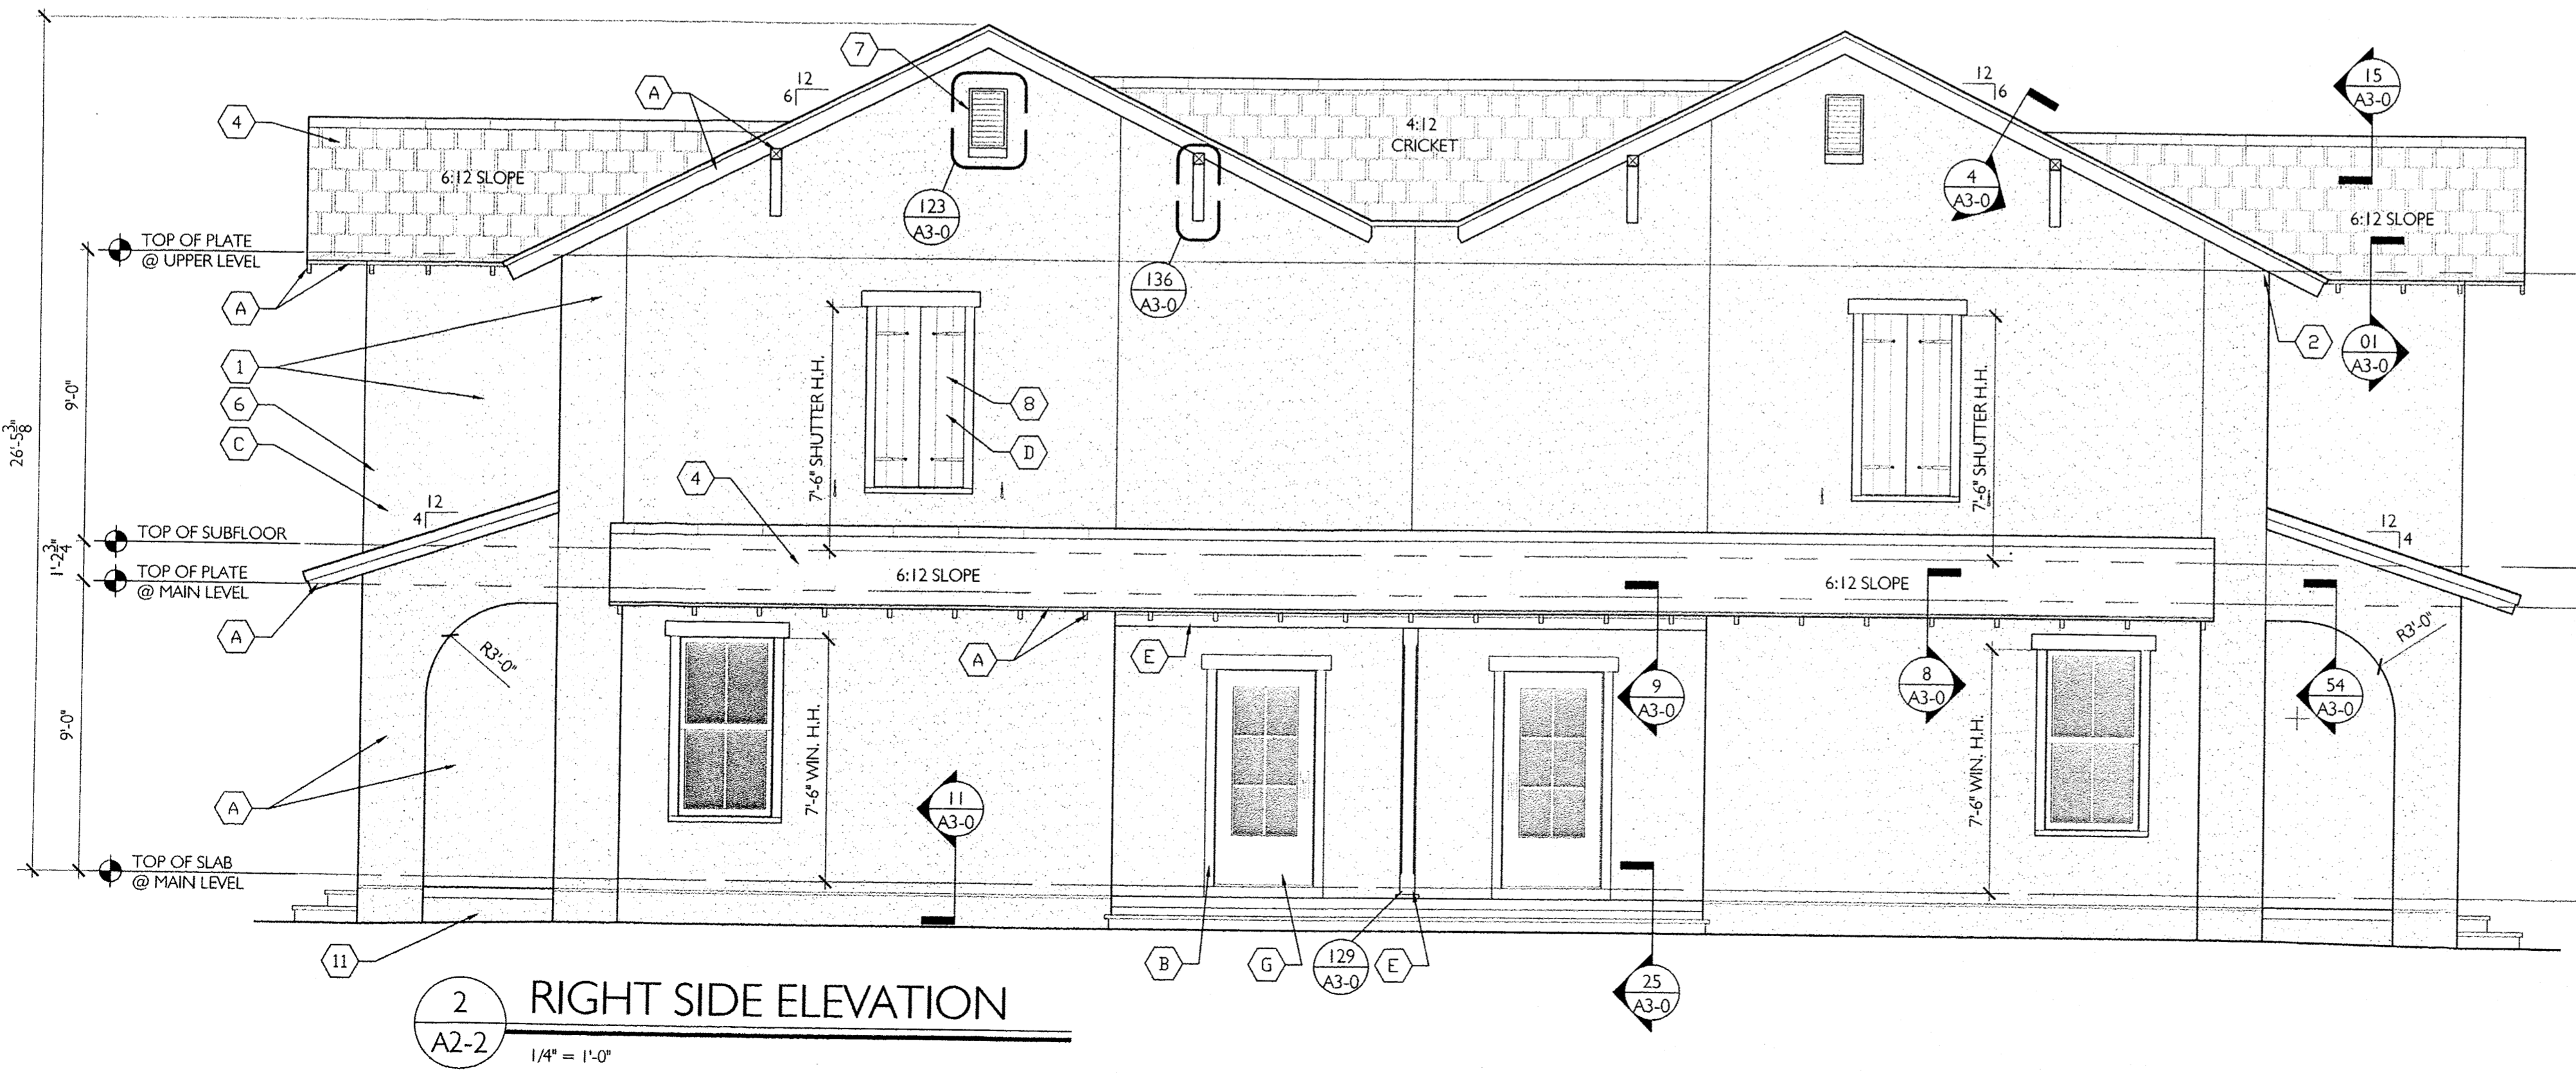 7
15
A3-0
12
6
A
12
6
4
4:12
CRICKET
6:12 SLOPE
4
A3-0
123
A3-0
6:12 SLOPE
TOP OF PLATE
@ UPPER LEVEL
136
A3-0
A
2
01
A3-0
1
9'-0"
7'-6" SHUTTER H.H.
8
7'-6" SHUTTER H.H.
6
C
D
26'-5 3/8"
4
12
4
12
4
TOP OF SUBFLOOR
1'-2 3/4"
TOP OF PLATE
@ MAIN LEVEL
6:12 SLOPE
6:12 SLOPE
A
R3'-0"
A
E
R3'-0"
9
A3-0
8
A3-0
54
A3-0
9'-0"
7'-6" WIN. H.H.
7'-6" WIN. H.H.
A
11
A3-0
TOP OF SLAB
@ MAIN LEVEL
11
B
G
129
A3-0
E
25
A3-0
2
A2-2
RIGHT SIDE ELEVATION
1/4" = 1'-0"